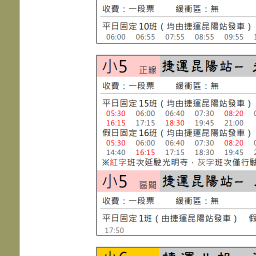 收費：一段票 緩衝區：無
平日固定10班（均由捷運昆陽站發車）
06:00 06:55 07:55 08:55 09:55
小5 正線 捷運昆陽站-
收費：一段票 緩衝區：無
平日固定15班（均由捷運昆陽站發車）
05:30 06:00 06:40 07:30 08:20
16:15 17:15 18:30 19:45 21:00
假日固定16班（均由捷運昆陽站發車）
05:30 06:00 06:40 07:30 08:20
14:40 16:15 17:15 18:30 19:45
※紅字班次延駛光明寺、灰字班次僅行駛
小5 區間 捷運昆陽站-
收費：一段票 緩衝區：無
平日固定1班（由捷運昆陽站發車） 假
17:50